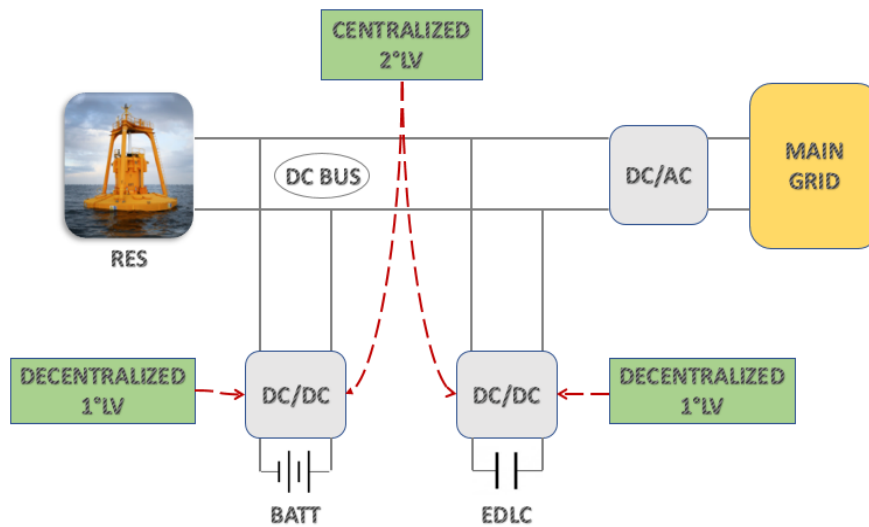 CENTRALIZED
2°LV
DC BUS
DC/AC
MAIN
GRID
RES
DECENTRALIZED
1°LV
DC/DC
DC/DC
DECENTRALIZED
1°LV
BATT
EDLC